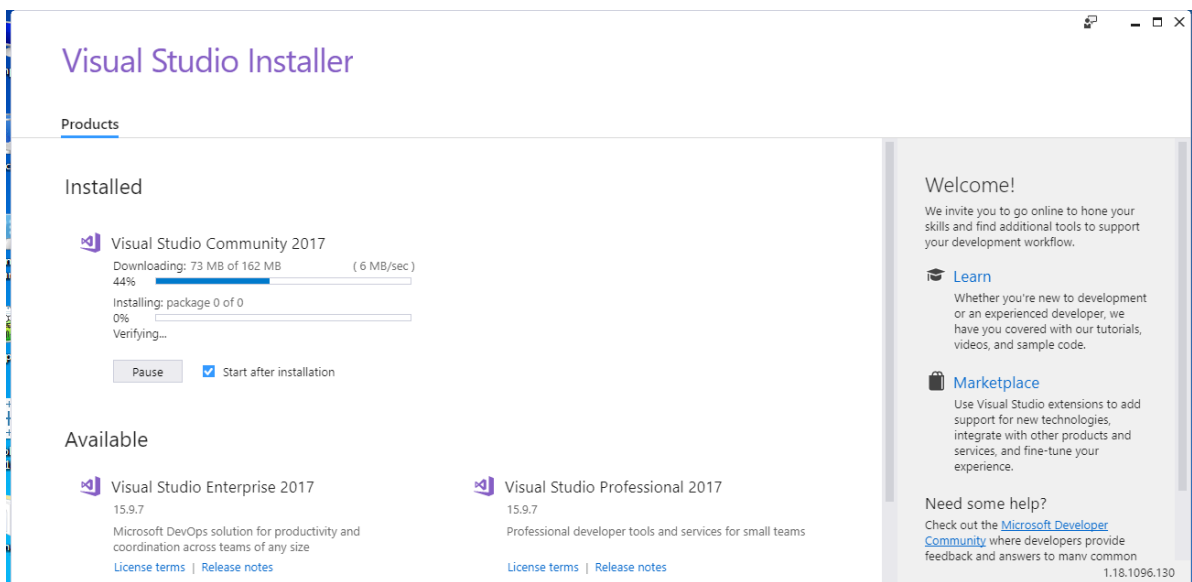 Visual Studio Installer
Products
Installed
Visual Studio Community 2017
Downloading: 73 MB of 162 MB ( 6 MB/sec )
44%
Installing: package 0 of 0
0%
Verifying...
Pause
Start after installation
Available
Visual Studio Enterprise 2017
15.9.7
Microsoft DevOps solution for productivity and
coordination across teams of any size
License terms | Release notes
Visual Studio Professional 2017
15.9.7
Professional developer tools and services for small teams
License terms | Release notes
Welcome!
We invite you to go online to hone your
skills and find additional tools to support
your development workflow.
Learn
Whether you're new to development
or an experienced developer, we
have you covered with our tutorials,
videos, and sample code.
Marketplace
Use Visual Studio extensions to add
support for new technologies,
integrate with other products and
services, and fine-tune your
experience.
Need some help?
Check out the Microsoft Developer
Community where developers provide
feedback and answers to many common
1.18.1096.130